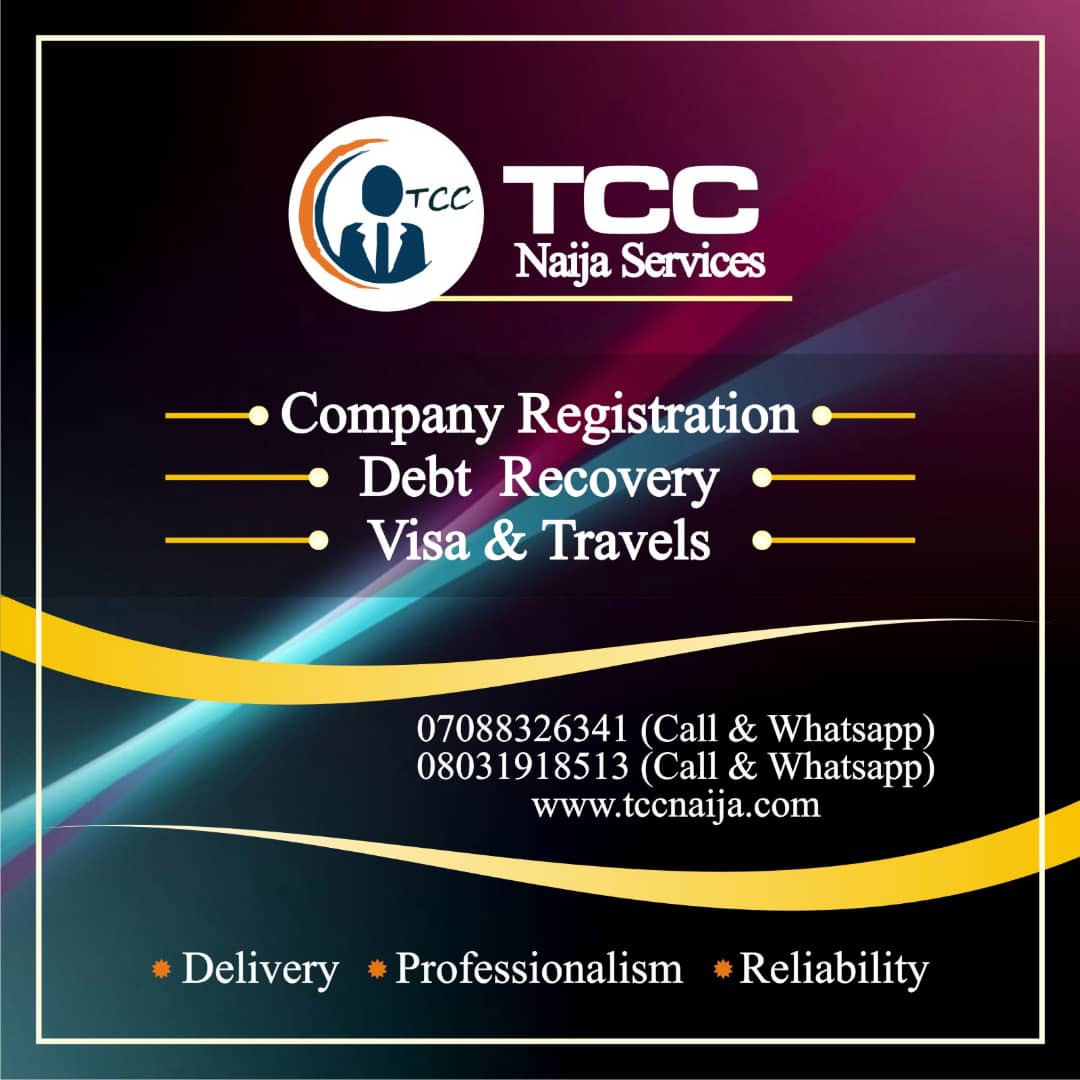 TCC
TCC
Naija Services
Company Registration
Debt Recovery
Visa & Travels
07088326341 (Call & Whatsapp)
08031918513 (Call & Whatsapp)
www.tccnaija.com
Delivery Professionalism Reliability